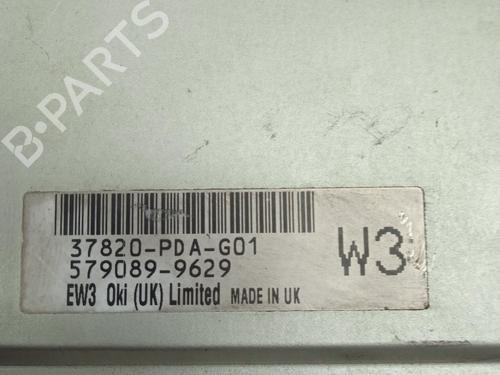 B-PARTS
37820-PDA-G01
579089-9629
EW3 Oki (UK) Limited MADE IN UK
W3